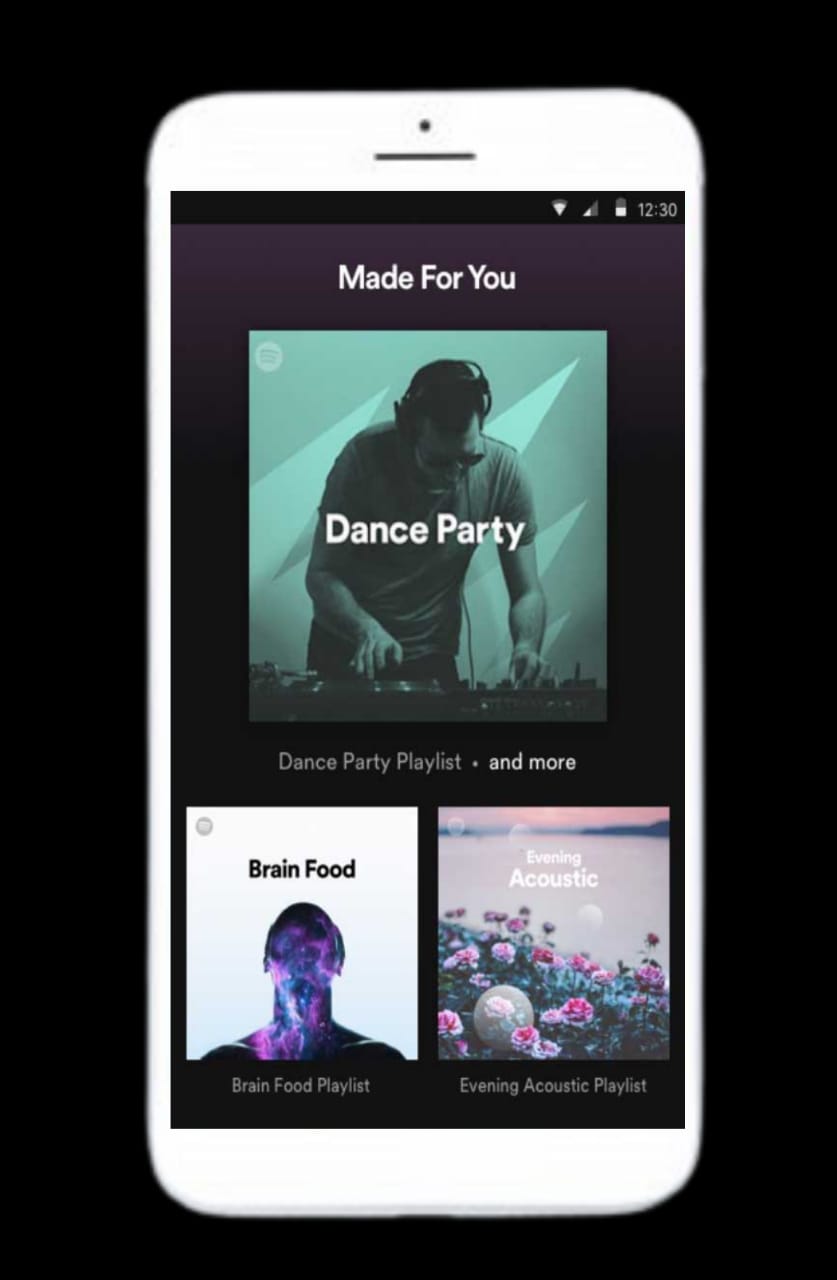 12:30
Made For You
Dance Party
Dance Party Playlist • and more
Brain Food
Evening
Acoustic
Brain Food Playlist
Evening Acoustic Playlist